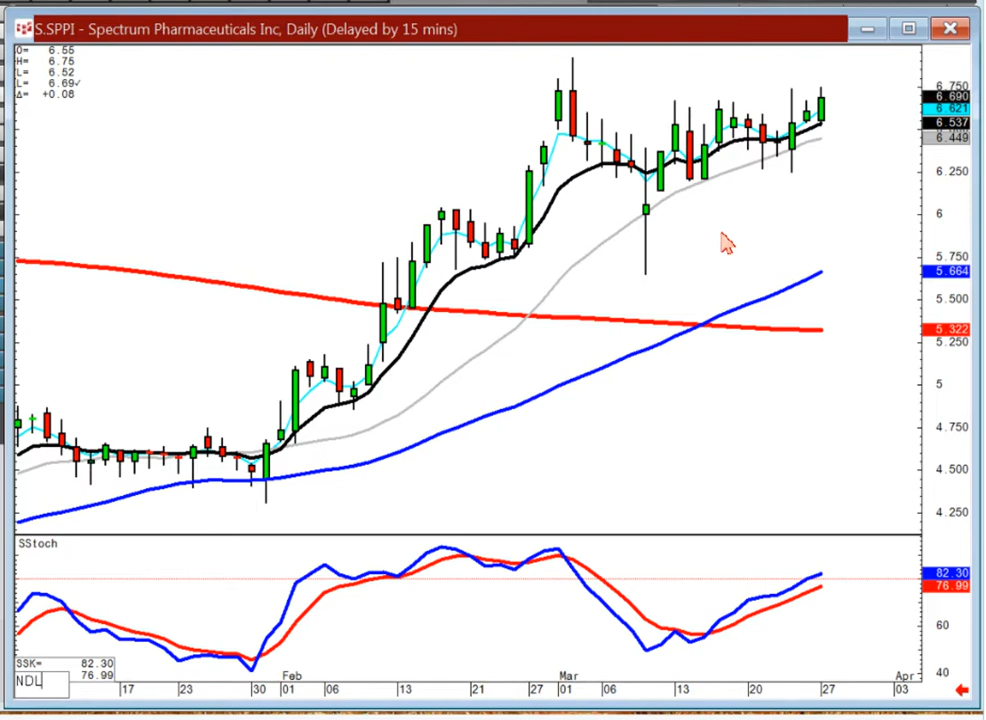 S.SPPI - Spectrum Pharmaceuticals Inc, Daily (Delayed by 15 mins)
O= 6.55
H= 6.75
L= 6.52
L= 6.69✓
Δ= +0.08
6.750
6.690
6.621
6.537
6.449
6.250
6
5.750
5.664
5.500
5.322
5.250
5
4.750
4.500
4.250
SStoch
82.30
76.99
60
40
SSK= 82.30
76.99
NDL
Feb Mar Apr
17 23 30 01 06 13 21 27 01 06 13 20 27 03